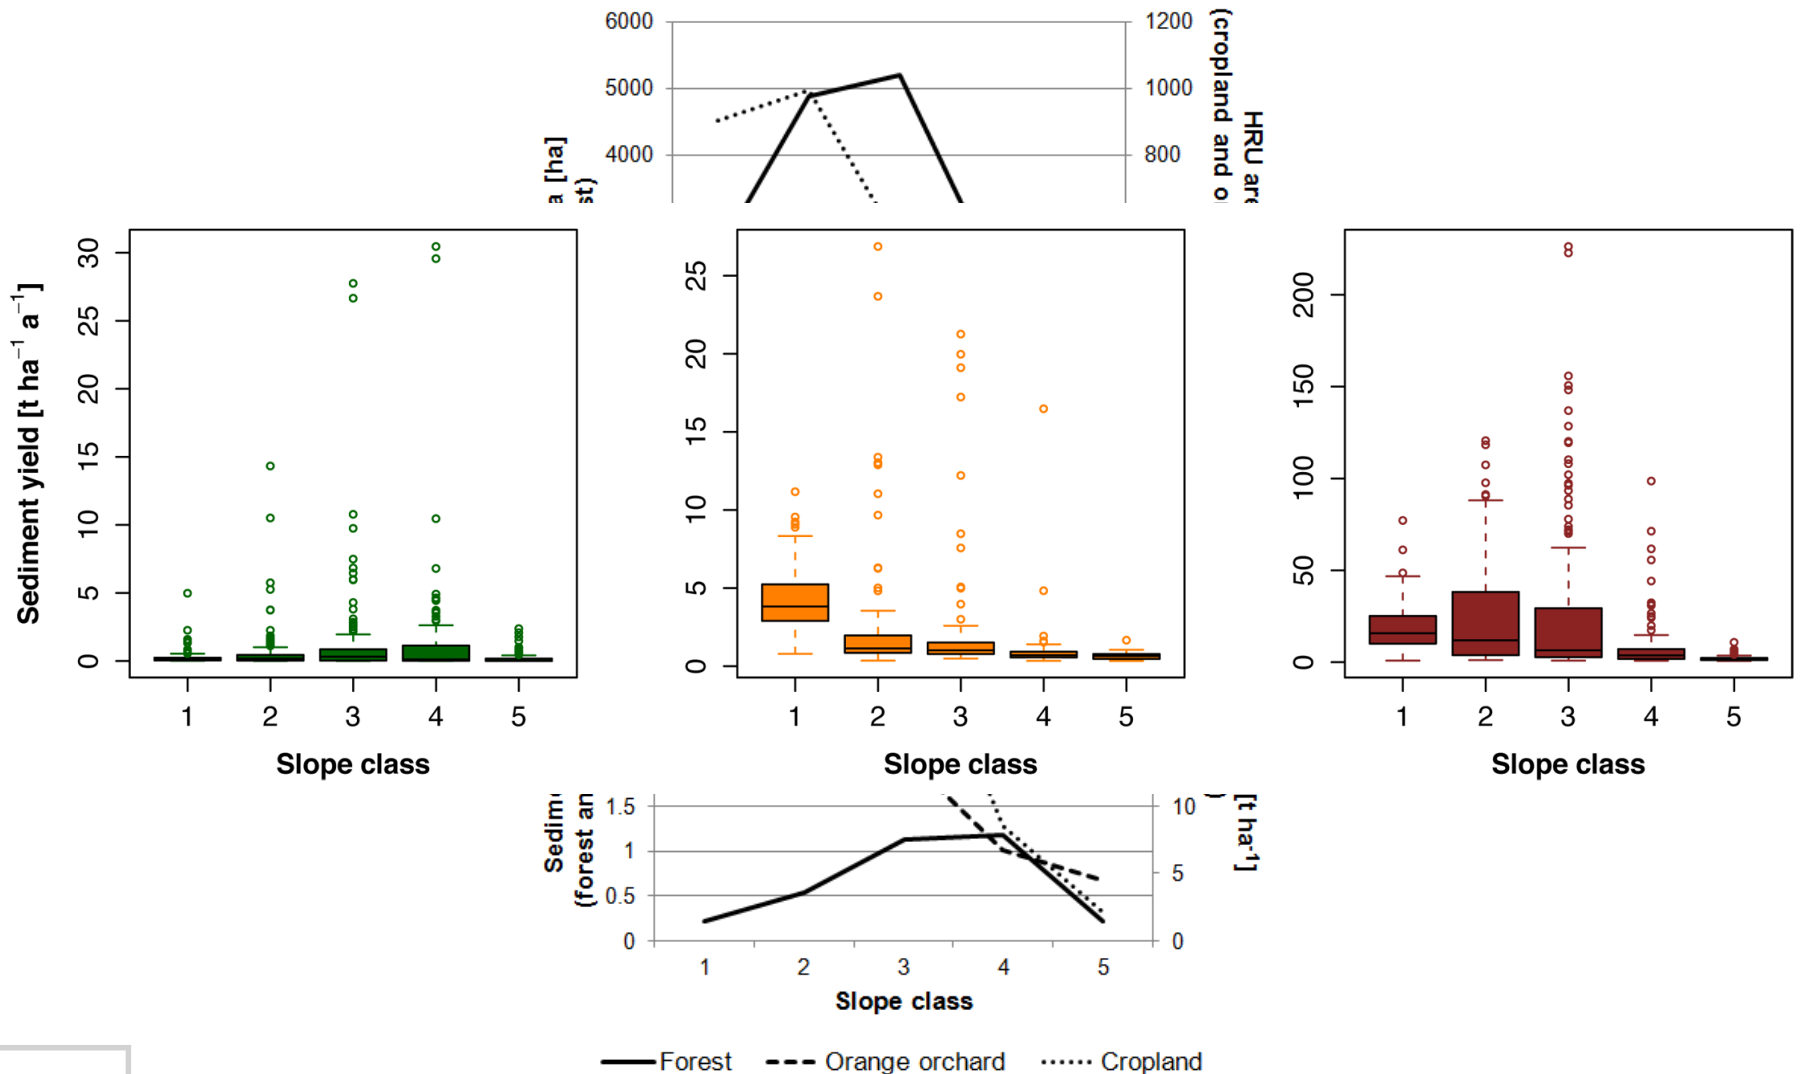 6000
5000
4000
1200
1000
800
a [ha]
st)
(cropland and o
HRU are
Sediment yield [t ha⁻¹ a⁻¹]
30
25
20
15
10
5
0
1 2 3 4 5
Slope class
25
20
15
10
5
0
1 2 3 4 5
Slope class
200
150
100
50
0
1 2 3 4 5
Slope class
Sedim
(forest an
1.5
1
0.5
0
10
5
0
[t ha-1]
1 2 3 4 5
Slope class
Forest Orange orchard Cropland